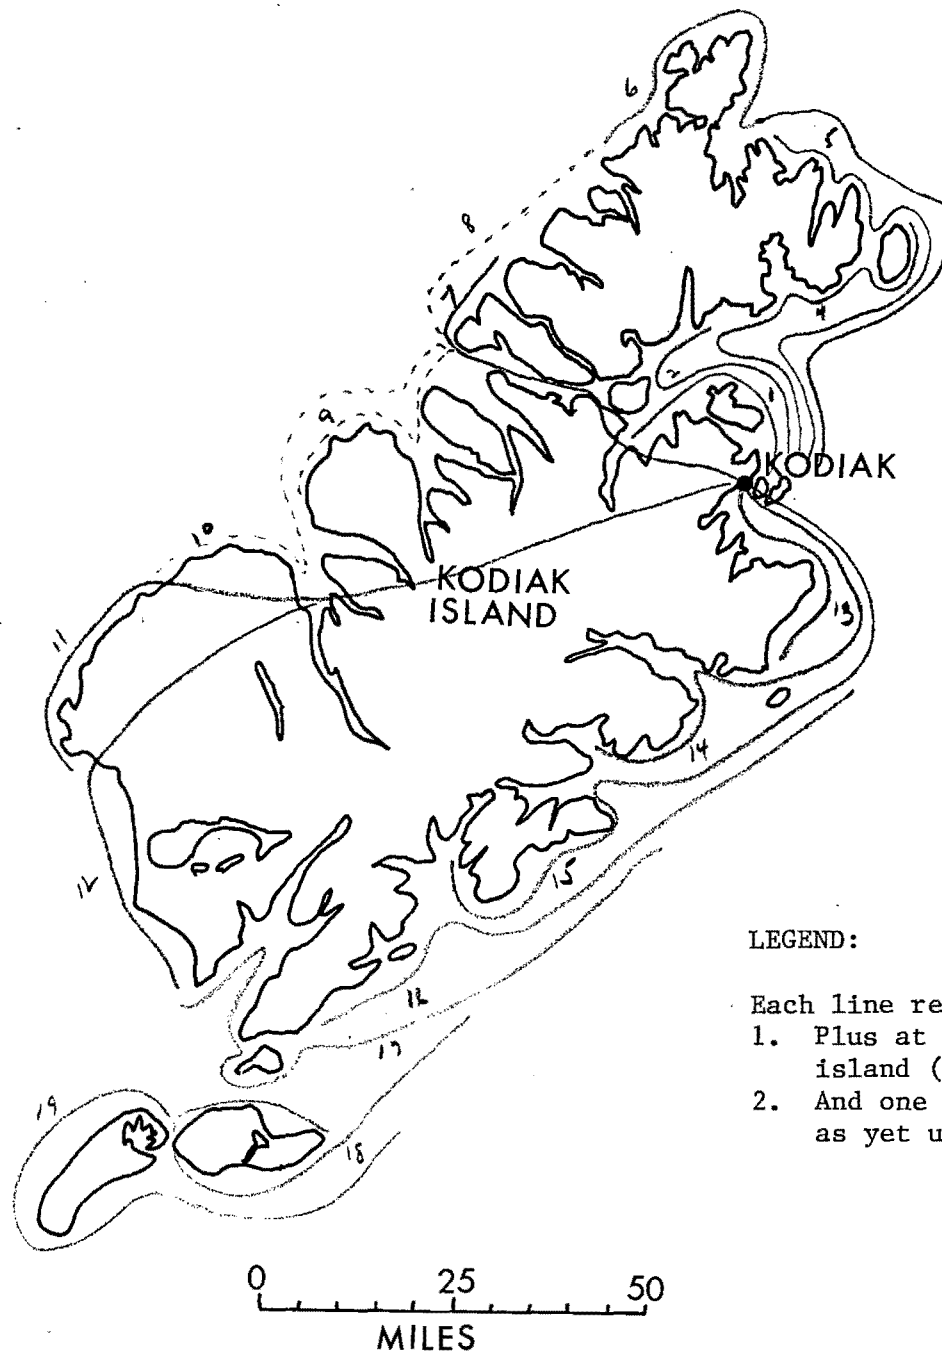 6
5
8
7
4
2
1
9
KODIAK
10
KODIAK
ISLAND
13
11
14
12
15
LEGEND:
16
Each line re
1. Plus at
island (
17
2. And one
as yet u
19
18
0 25 50
MILES